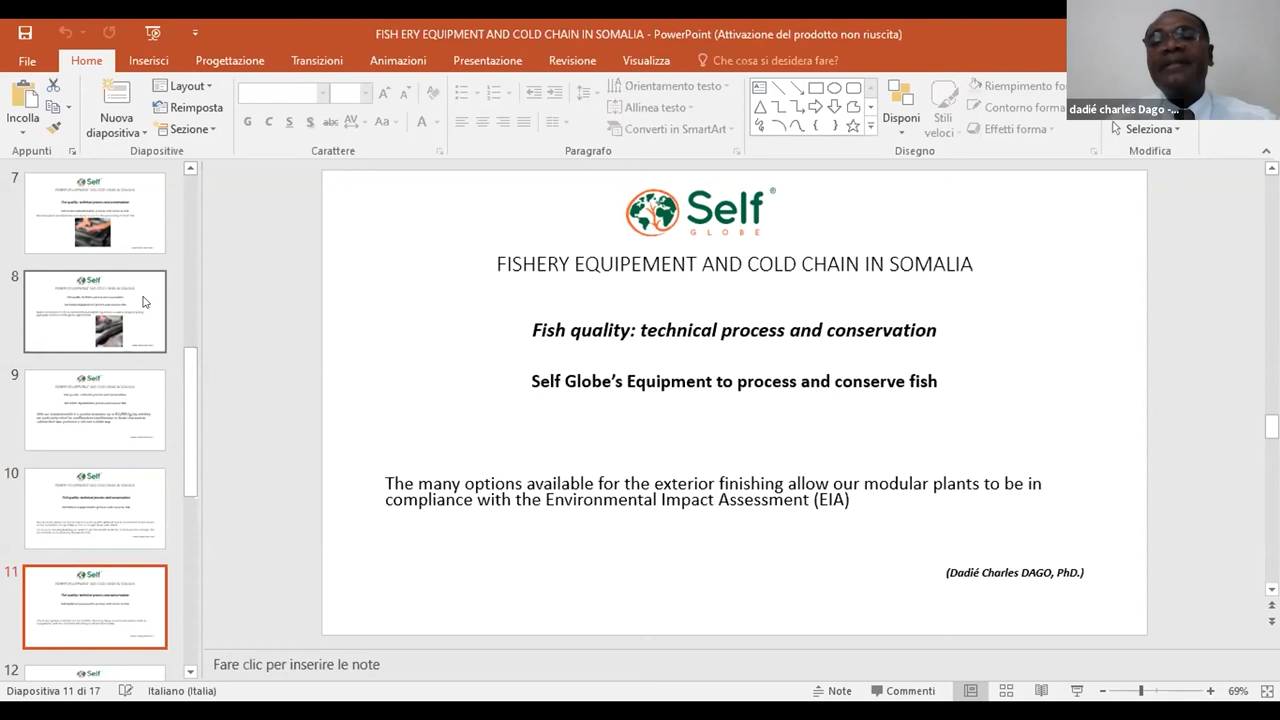 FISH ERY EQUIPMENT AND COLD CHAIN IN SOMALIA - PowerPoint (Attivazione del prodotto non riuscita)
dadié charles Dago -...
File Home Inserisci Progettazione Transizioni Animazioni Presentazione Revisione Visualizza Che cosa si desidera fare?
Incolla
Nuova
diapositiva
Layout
Reimposta
Sezione
Orientamento testo
Allinea testo
Converti in SmartArt
Disponi
Stili
veloci
Riempimento fo
Contorno forma
Effetti forma
Seleziona
Appunti Diapositive Carattere Paragrafo Disegno Modifica
7
8
9
10
11
12
Self
GLOBE
FISHERY EQUIPEMENT AND COLD CHAIN IN SOMALIA
Fish quality: technical process and conservation
Self Globe’s Equipment to process and conserve fish
The many options available for the exterior finishing allow our modular plants to be in
compliance with the Environmental Impact Assessment (EIA)
(Dadié Charles DAGO, PhD.)
Fare clic per inserire le note
Diapositiva 11 di 17 Italiano (Italia) Note Commenti 69%